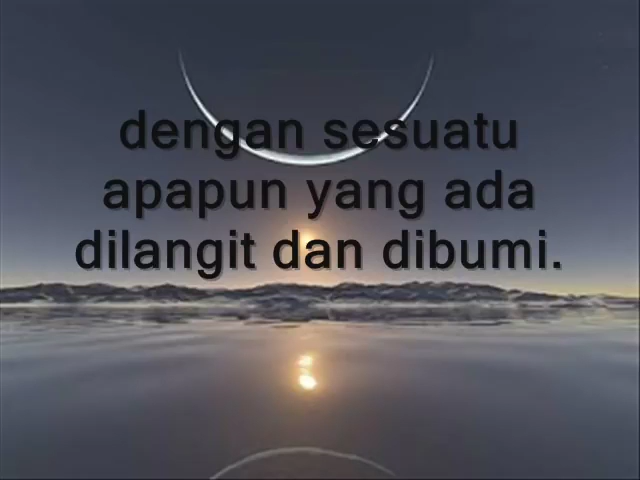 dengan sesuatu
apapun yang ada
dilangit dan dibumi.